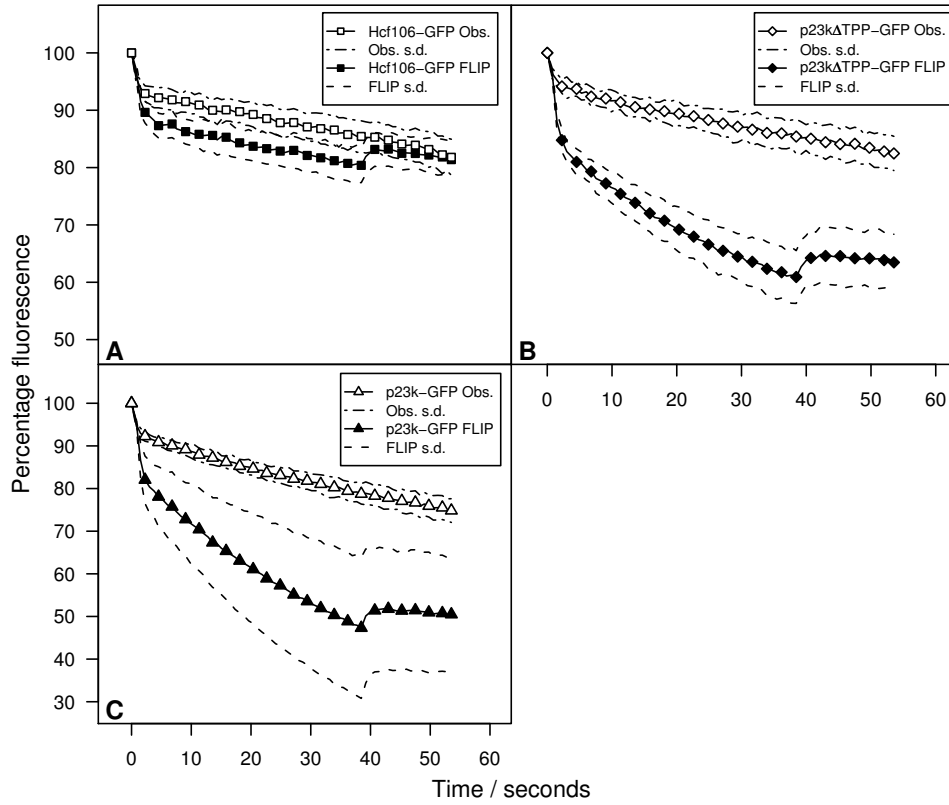 Hcf106−GFP Obs.
Obs. s.d.
Hcf106−GFP FLIP
FLIP s.d.
100
90
80
70
60
50
A
p23kΔTPP−GFP Obs.
Obs. s.d.
p23kΔTPP−GFP FLIP
FLIP s.d.
B
0 10 20 30 40 50 60
p23k−GFP Obs.
Obs. s.d.
p23k−GFP FLIP
FLIP s.d.
100
90
80
70
60
50
40
30
C
0 10 20 30 40 50 60
Percentage fluorescence
Time / seconds